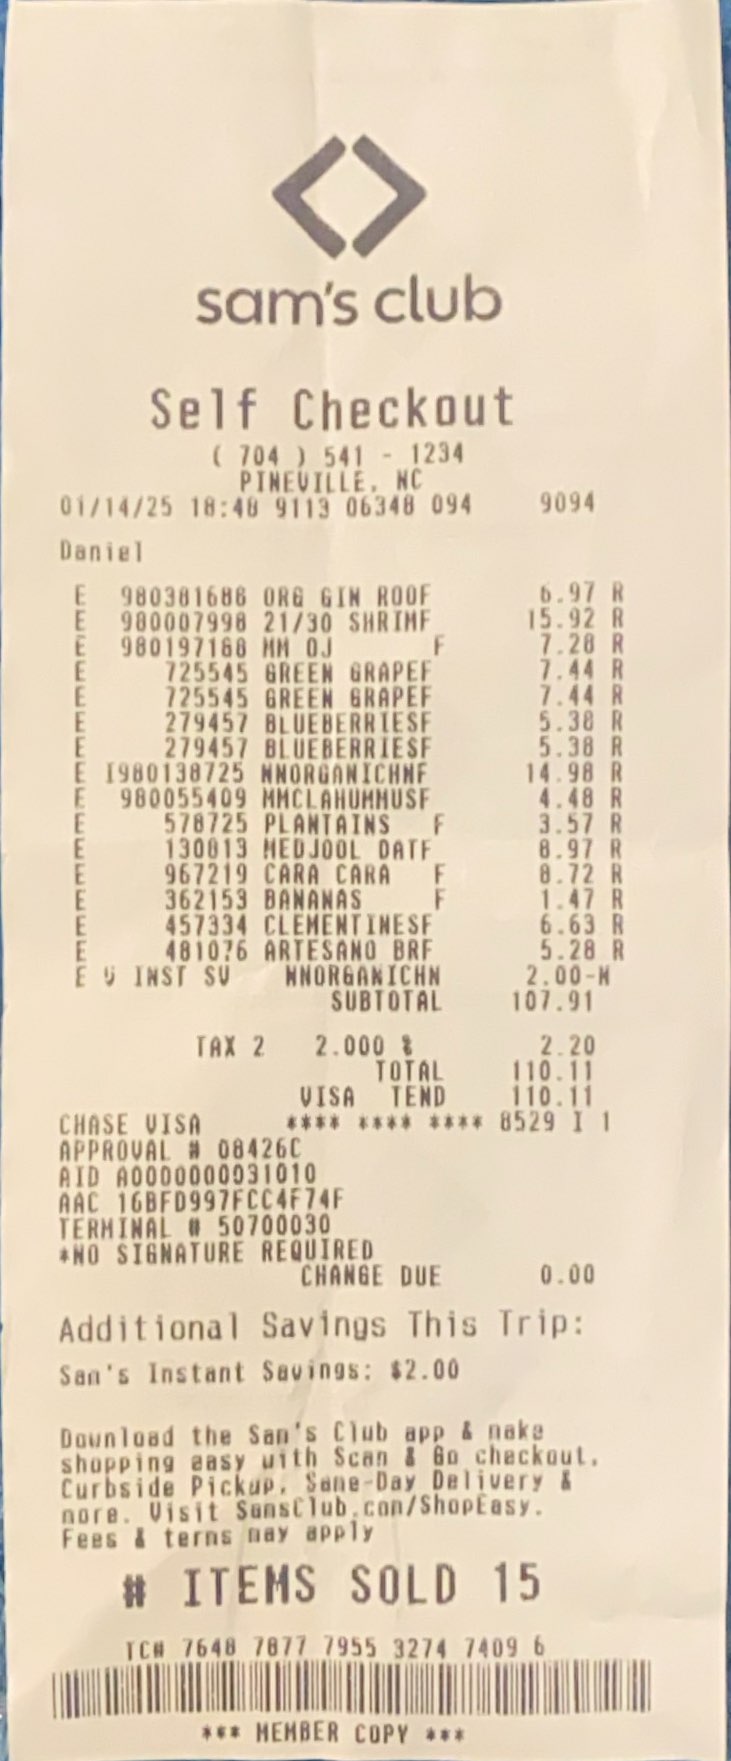 sam's club
Self Checkout
( 704 ) 541 - 1234
PINEVILLE, NC
01/14/25 18:48 9113 06348 094 9094
Daniel
E 980381686 ORG GIN ROOF 6.97 R
E 980007998 21/30 SHRIMF 15.92 R
E 980197168 MM OJ F 7.28 R
E 725545 GREEN GRAPEF 7.44 R
E 725545 GREEN GRAPEF 7.44 R
E 279457 BLUEBERRIESF 5.38 R
E 279457 BLUEBERRIESF 5.38 R
E I980138725 NNORGANICHNF 14.98 R
E 980055409 MMCLAHUMMUSF 4.48 R
E 578725 PLANTAINS F 3.57 R
E 130813 MEDJOOL DATF 8.97 R
E 967219 CARA CARA F 8.72 R
E 362153 BANANAS F 1.47 R
E 457334 CLEMENTINESF 6.63 R
E 481076 ARTESANO BRF 5.28 R
E V INST SV NNORGANICHN 2.00-N
SUBTOTAL 107.91
TAX 2 2.000 % 2.20
TOTAL 110.11
VISA TEND 110.11
CHASE VISA **** **** **** 8529 I 1
APPROVAL # 08426C
AID A0000000031010
AAC 16BFD997FCC4F74F
TERMINAL # 50700030
*NO SIGNATURE REQUIRED
CHANGE DUE 0.00
Additional Savings This Trip:
Sam's Instant Savings: $2.00
Download the Sam's Club app & make
shopping easy with Scan & Go checkout,
Curbside Pickup, Same-Day Delivery &
more. Visit SamsClub.com/ShopEasy.
Fees & terms may apply
# ITEMS SOLD 15
TC# 7648 7877 7955 3274 7409 6
*** MEMBER COPY ***